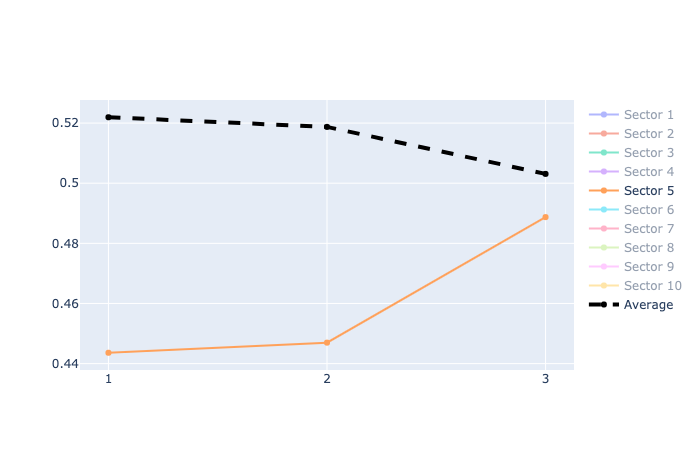 0.52
0.5
0.48
0.46
0.44
1 2 3
Sector 1
Sector 2
Sector 3
Sector 4
Sector 5
Sector 6
Sector 7
Sector 8
Sector 9
Sector 10
Average